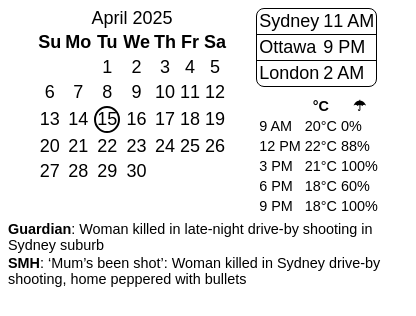 April 2025
Su Mo Tu We Th Fr Sa
1 2 3 4 5
6 7 8 9 10 11 12
13 14 15 16 17 18 19
20 21 22 23 24 25 26
27 28 29 30
Sydney 11 AM
Ottawa 9 PM
London 2 AM
°C ☂
9 AM 20°C 0%
12 PM 22°C 88%
3 PM 21°C 100%
6 PM 18°C 60%
9 PM 18°C 100%
Guardian: Woman killed in late-night drive-by shooting in
Sydney suburb
SMH: ‘Mum’s been shot’: Woman killed in Sydney drive-by
shooting, home peppered with bullets